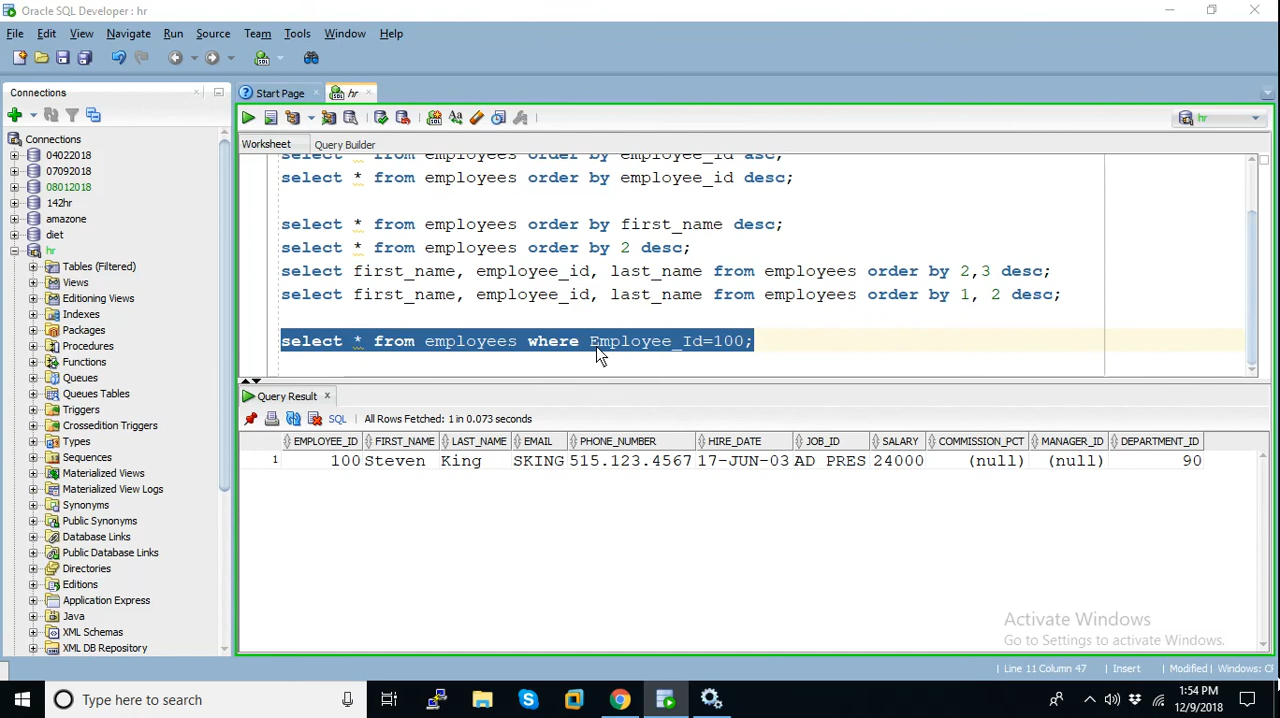 Oracle SQL Developer : hr
File Edit View Navigate Run Source Team Tools Window Help
Connections
Start Page
hr
hr
Worksheet
Query Builder
Connections
04022018
07092018
08012018
142hr
amazone
diet
hr
Tables (Filtered)
Views
Editioning Views
Indexes
Packages
Procedures
Functions
Queues
Queues Tables
Triggers
Crossedition Triggers
Types
Sequences
Materialized Views
Materialized View Logs
Synonyms
Public Synonyms
Database Links
Public Database Links
Directories
Editions
Application Express
Java
XML Schemas
XML DB Repository
select * from employees order by employee_id asc;
select * from employees order by employee_id desc;
select * from employees order by first_name desc;
select * from employees order by 2 desc;
select first_name, employee_id, last_name from employees order by 2,3 desc;
select first_name, employee_id, last_name from employees order by 1, 2 desc;
select * from employees where Employee_Id=100;
Query Result
SQL All Rows Fetched: 1 in 0.073 seconds
EMPLOYEE_ID FIRST_NAME LAST_NAME EMAIL PHONE_NUMBER HIRE_DATE JOB_ID SALARY COMMISSION_PCT MANAGER_ID DEPARTMENT_ID
1 100 Steven King SKING 515.123.4567 17-JUN-03 AD_PRES 24000 (null) (null) 90
Activate Windows
Go to Settings to activate Windows.
Line 11 Column 47 Insert Modified Windows: C
Type here to search
1:54 PM
12/9/2018